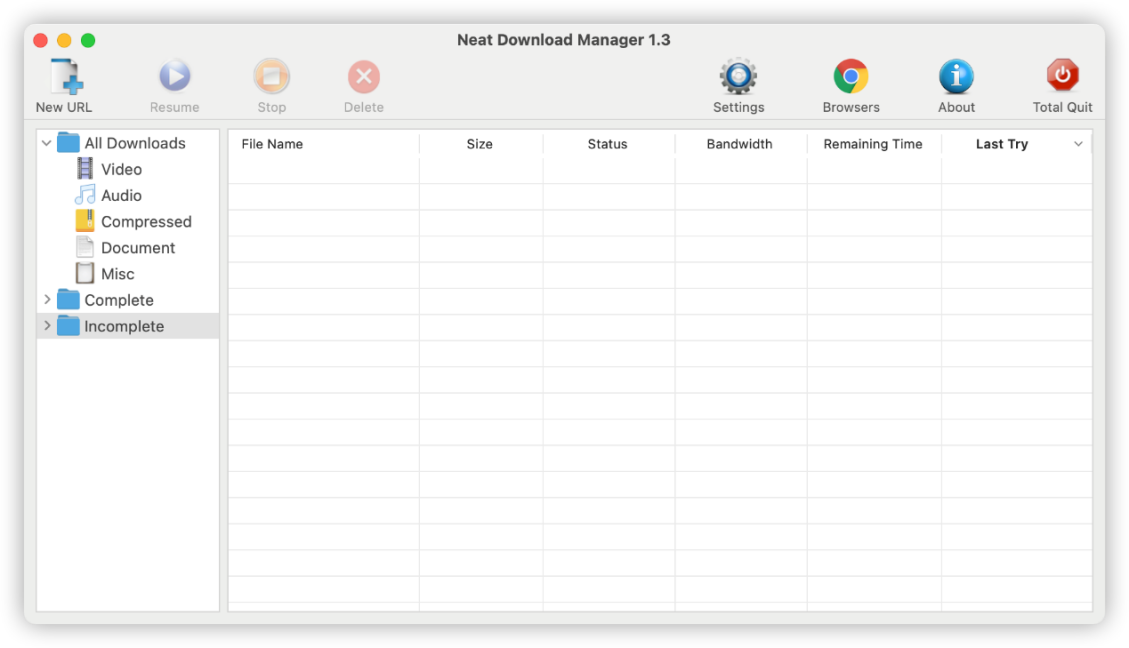 Neat Download Manager 1.3
New URL Resume Stop Delete Settings Browsers About Total Quit
All Downloads
Video
Audio
Compressed
Document
Misc
Complete
Incomplete
File Name Size Status Bandwidth Remaining Time Last Try